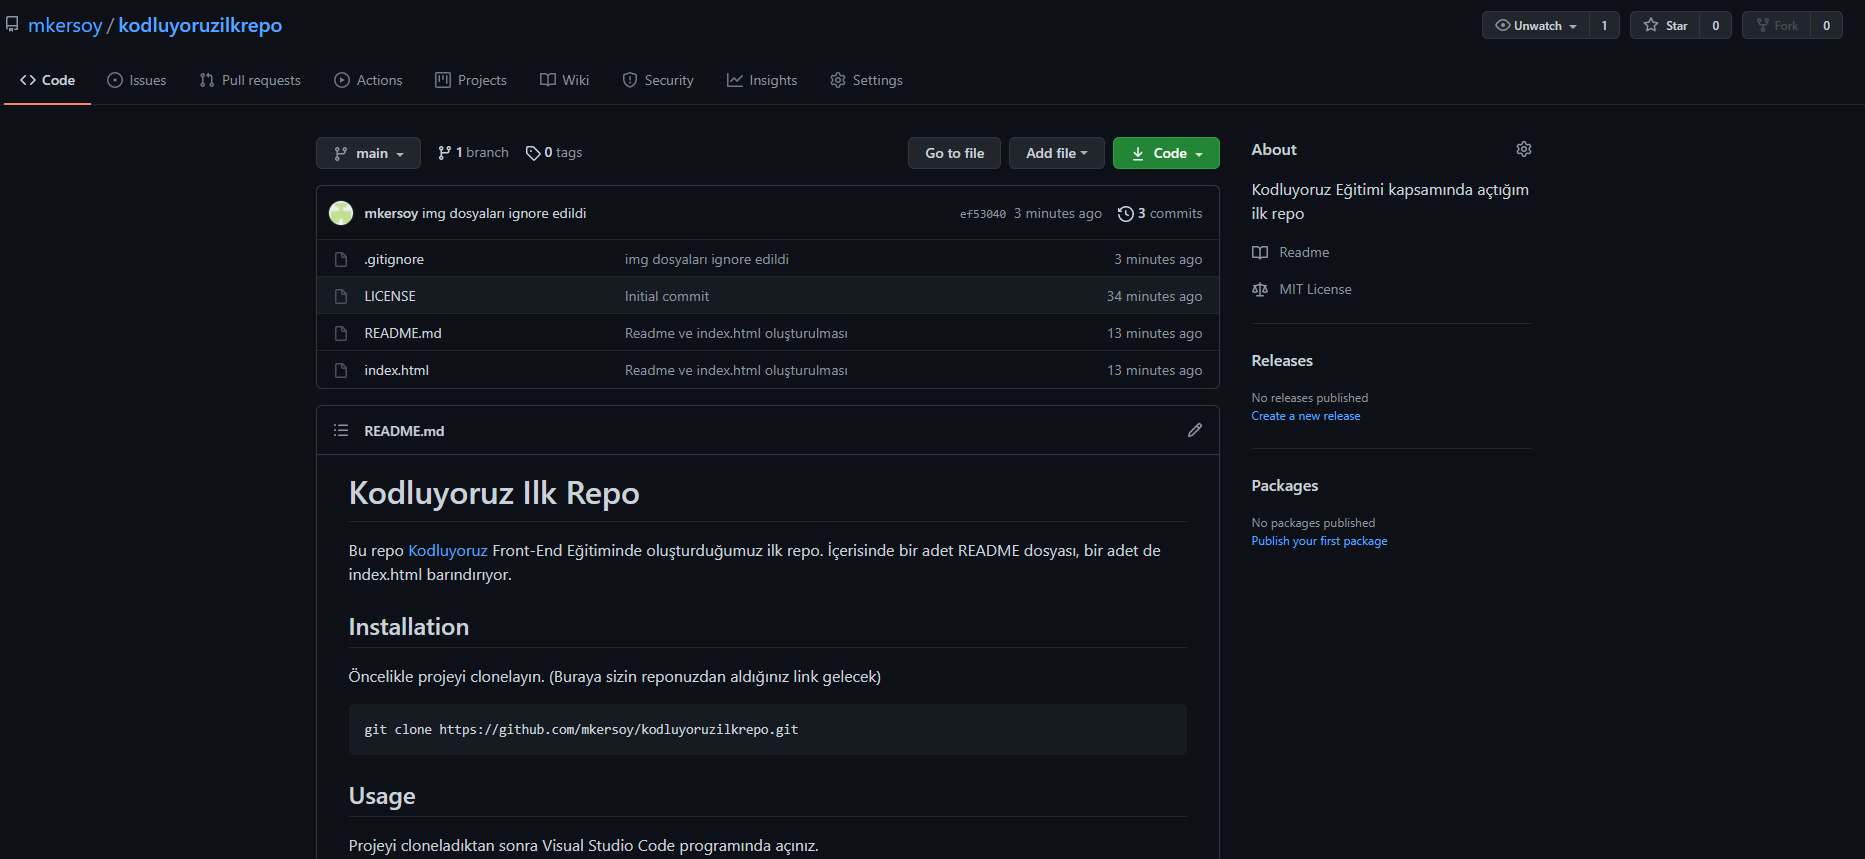 mkersoy / kodluyoruzilkrepo
Unwatch 1 Star 0 Fork 0
Code Issues Pull requests Actions Projects Wiki Security Insights Settings
main 1 branch 0 tags Go to file Add file Code
mkersoy img dosyaları ignore edildi ef53040 3 minutes ago 3 commits
.gitignore img dosyaları ignore edildi 3 minutes ago
LICENSE Initial commit 34 minutes ago
README.md Readme ve index.html oluşturulması 13 minutes ago
index.html Readme ve index.html oluşturulması 13 minutes ago
README.md
Kodluyoruz Ilk Repo
Bu repo Kodluyoruz Front-End Eğitiminde oluşturduğumuz ilk repo. İçerisinde bir adet README dosyası, bir adet de
index.html barındırıyor.
Installation
Öncelikle projeyi clonelayın. (Buraya sizin reponuzdan aldığınız link gelecek)
git clone https://github.com/mkersoy/kodluyoruzilkrepo.git
Usage
Projeyi cloneladıktan sonra Visual Studio Code programında açınız.
About
Kodluyoruz Eğitimi kapsamında açtığım
ilk repo
Readme
MIT License
Releases
No releases published
Create a new release
Packages
No packages published
Publish your first package